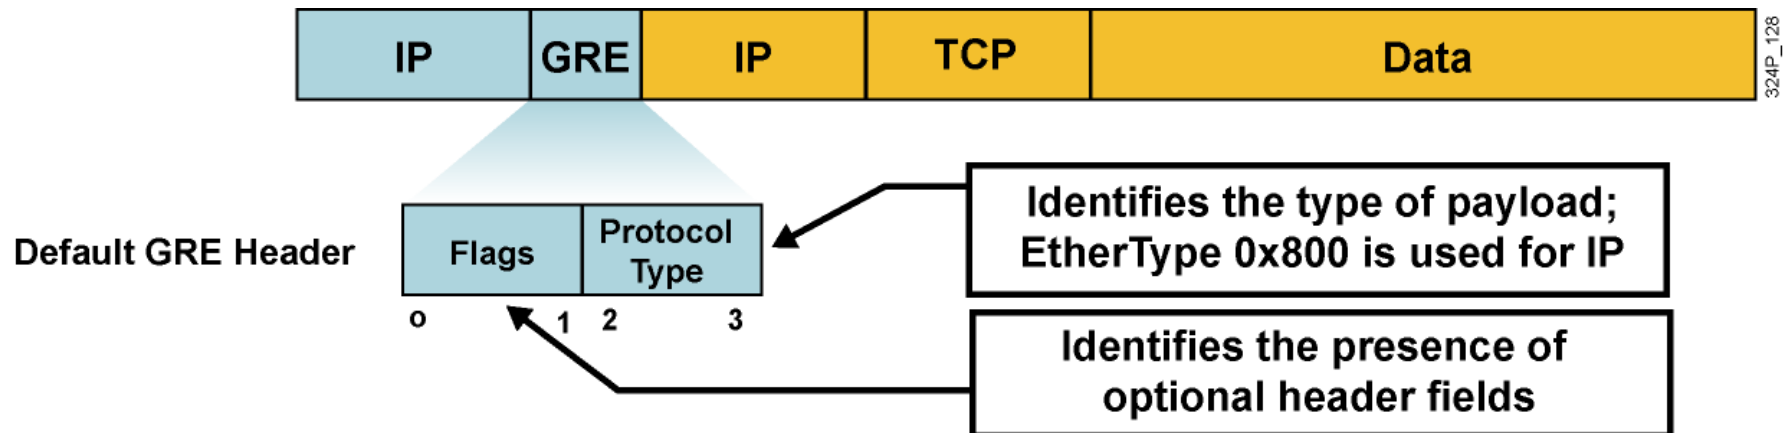 IP GRE IP TCP Data
324P_128
Identifies the type of payload;
EtherType 0x800 is used for IP
Default GRE Header
Flags
Protocol
Type
o 1 2 3
Identifies the presence of
optional header fields